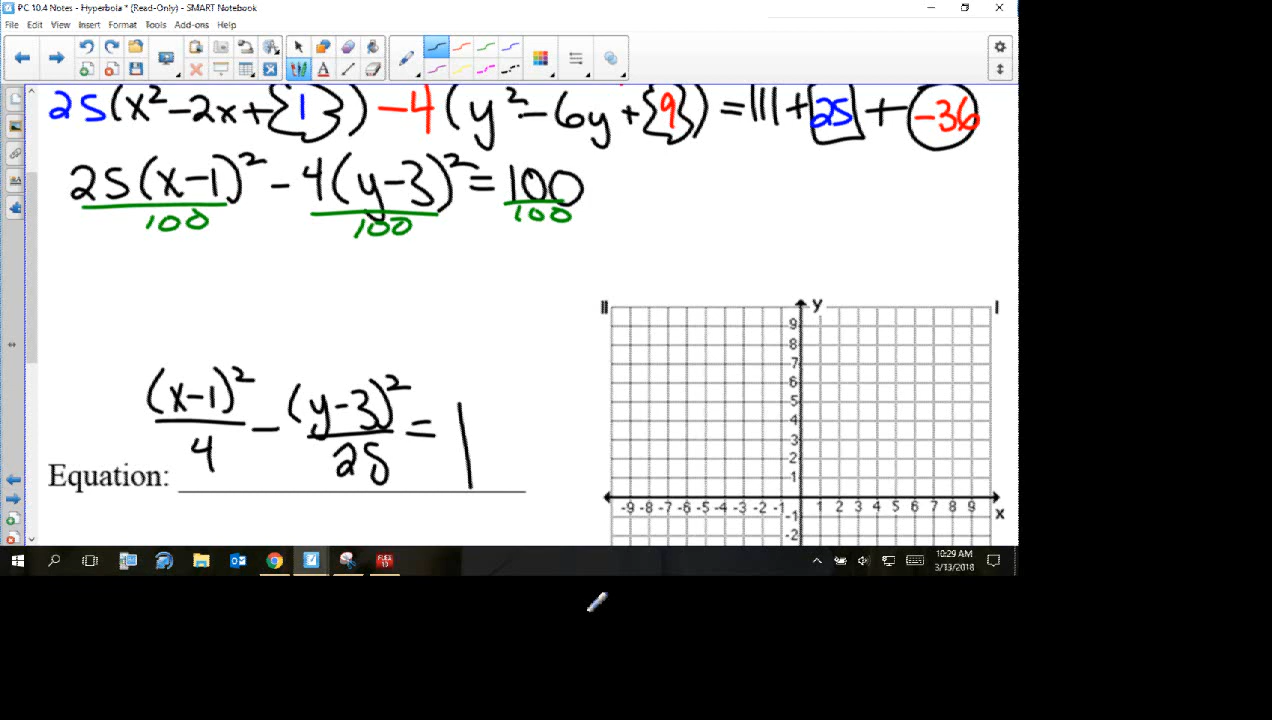 PC 10.4 Notes - Hyperbola * (Read-Only) - SMART Notebook
File Edit View Insert Format Tools Add-ons Help
25(x²-2x+{1}) -4(y²-6y+{9}) = 111+25+-36
25(x-1)² - 4(y-3)² = 100
100 100 100
II y I
9
8
7
6
5
4
3
2
1
(x-1)² - (y-3)² = 1
4 25
Equation:
-9 -8 -7 -6 -5 -4 -3 -2 -1 1 2 3 4 5 6 7 8 9
x
-1
-2
10:29 AM
3/13/2018